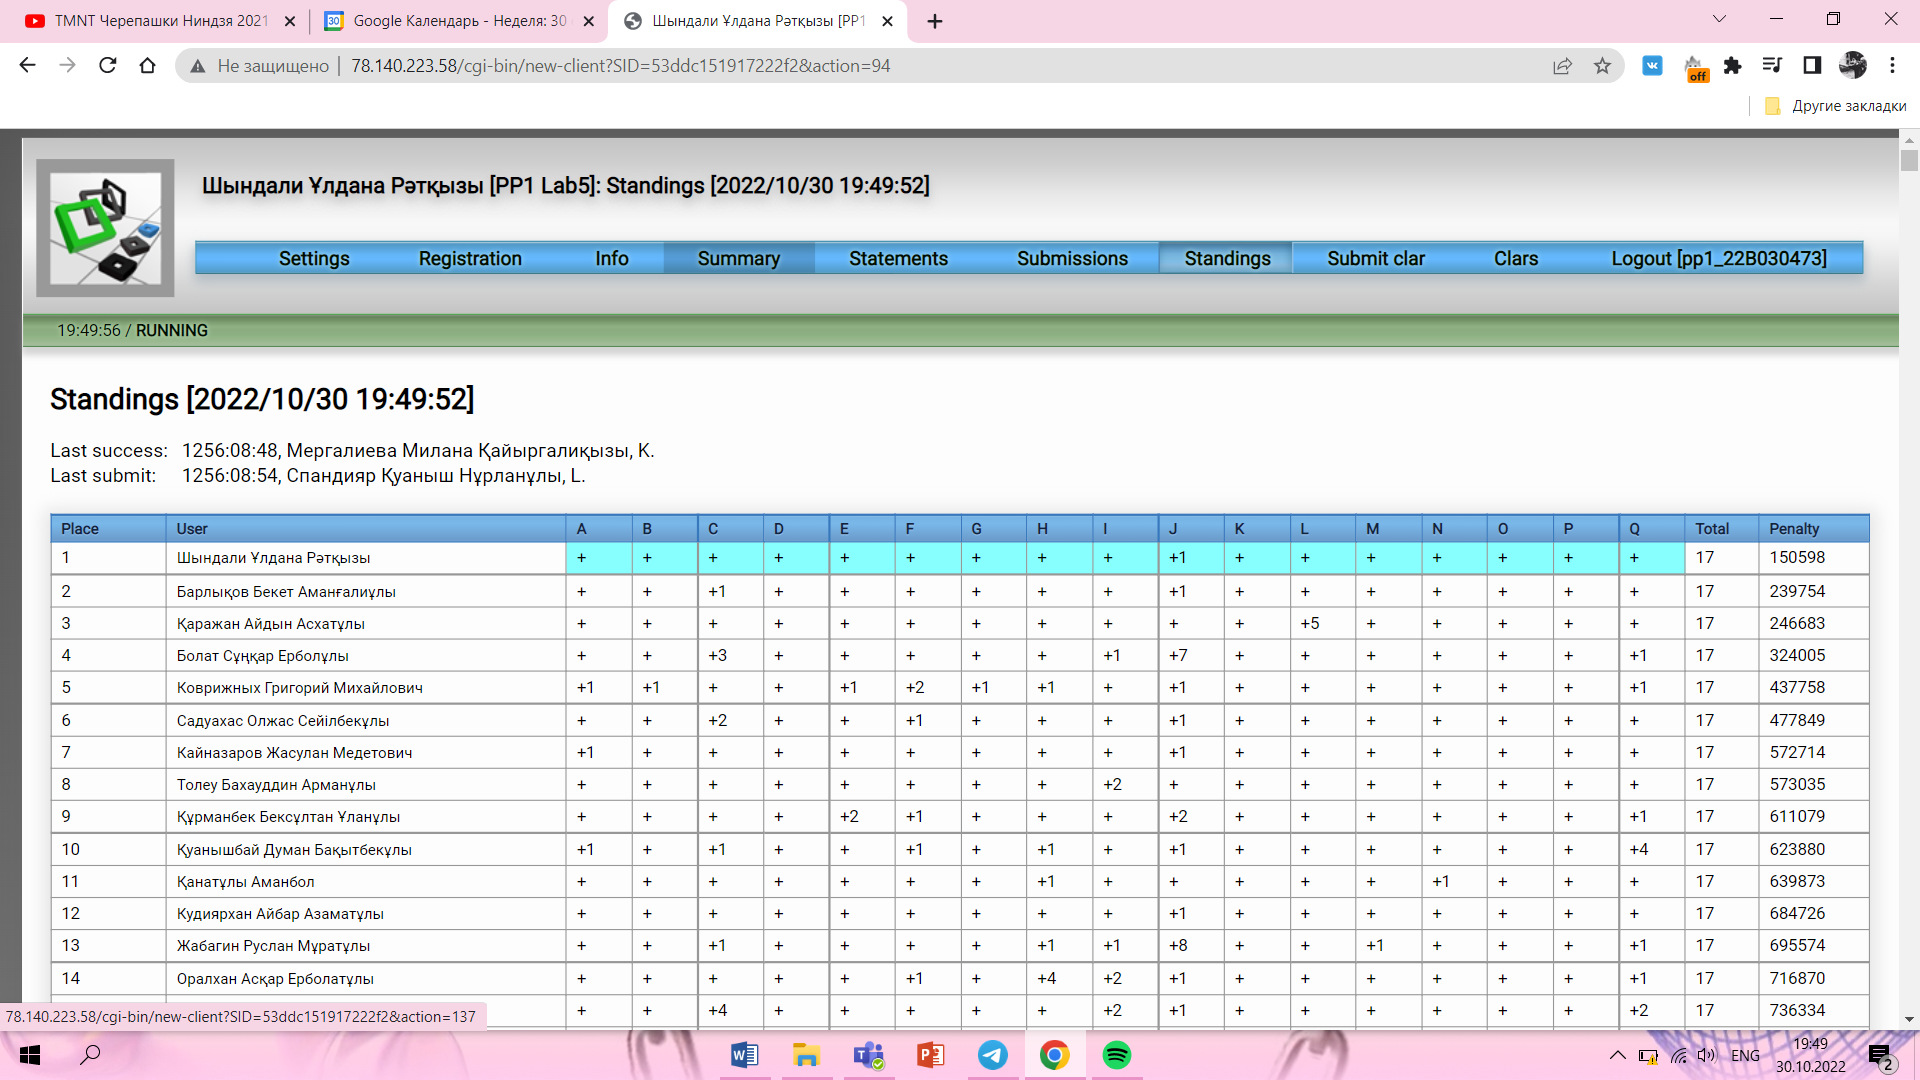 TMNT Черепашки Ниндзя 2021
30 Google Календарь - Неделя: 30
Шындали Ұлдана Рәтқызы [PP1
Не защищено | 78.140.223.58/cgi-bin/new-client?SID=53ddc151917222f2&action=94
off
Другие закладки
Шындали Ұлдана Рәтқызы [PP1 Lab5]: Standings [2022/10/30 19:49:52]
Settings Registration Info Summary Statements Submissions Standings Submit clar Clars Logout [pp1_22B030473]
19:49:56 / RUNNING
Standings [2022/10/30 19:49:52]
Last success: 1256:08:48, Мергалиева Милана Қайыргалиқызы, K.
Last submit: 1256:08:54, Спандияр Қуаныш Нұрланұлы, L.
Place User A B C D E F G H I J K L M N O P Q Total Penalty
1 Шындали Ұлдана Рәтқызы + + + + + + + + + +1 + + + + + + + 17 150598
2 Барлықов Бекет Аманғалиұлы + + +1 + + + + + + +1 + + + + + + + 17 239754
3 Қаражан Айдын Асхатұлы + + + + + + + + + + + +5 + + + + + 17 246683
4 Болат Сұңқар Ерболұлы + + +3 + + + + + +1 +7 + + + + + + +1 17 324005
5 Коврижных Григорий Михайлович +1 +1 + + +1 +2 +1 +1 + +1 + + + + + + +1 17 437758
6 Садуахас Олжас Сейілбекұлы + + +2 + + +1 + + + +1 + + + + + + + 17 477849
7 Кайназаров Жасулан Медетович +1 + + + + + + + + +1 + + + + + + + 17 572714
8 Толеу Бахауддин Арманұлы + + + + + + + + +2 + + + + + + + + 17 573035
9 Құрманбек Бексұлтан Ұланұлы + + + + +2 +1 + + + +2 + + + + + + +1 17 611079
10 Қуанышбай Думан Бақытбекұлы +1 + +1 + + +1 + +1 + +1 + + + + + + +4 17 623880
11 Қанатұлы Аманбол + + + + + + + +1 + + + + + +1 + + + 17 639873
12 Кудиярхан Айбар Азаматұлы + + + + + + + + + +1 + + + + + + + 17 684726
13 Жабагин Руслан Мұратұлы + + +1 + + + + +1 +1 +8 + + +1 + + + +1 17 695574
14 Оралхан Асқар Ерболатұлы + + + + + +1 + +4 +2 +1 + + + + + + +1 17 716870
+ + +4 + + + + + +2 +1 + + + + + + +2 17 736334
78.140.223.58/cgi-bin/new-client?SID=53ddc151917222f2&action=137
ENG
19:49
30.10.2022
2